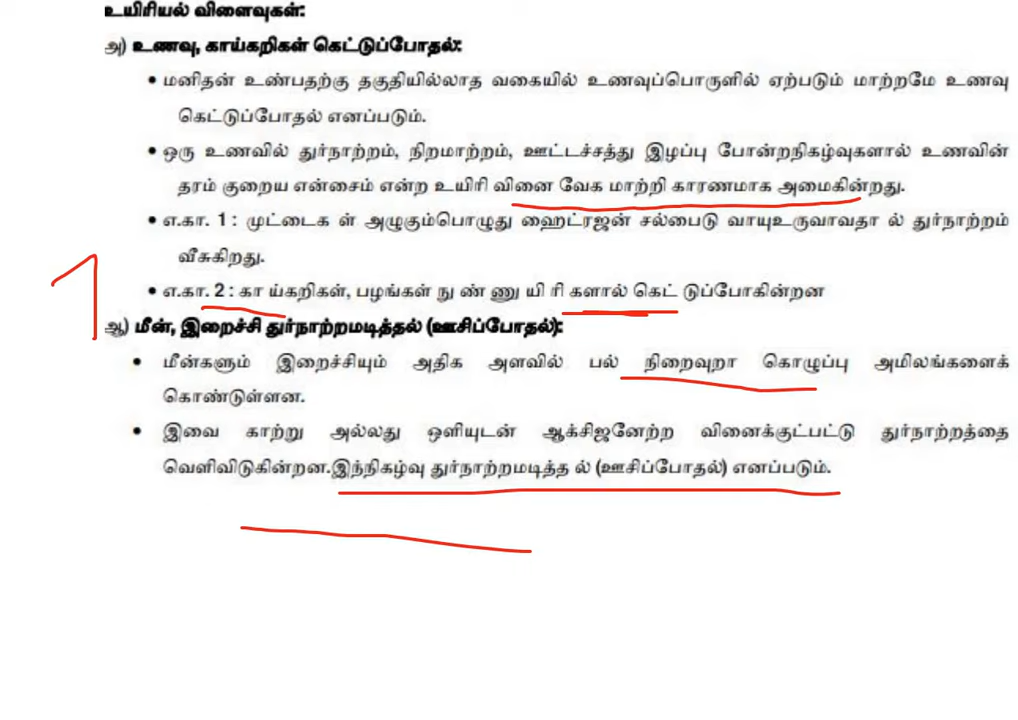 உயிரியல் விளைவுகள்:
அ) உணவு, காய்கறிகள் கெட்டுப்போதல்:
• மனிதன் உண்பதற்கு தகுதியில்லாத வகையில் உணவுப்பொருளில் ஏற்படும் மாற்றமே உணவு
கெட்டுப்போதல் எனப்படும்.
• ஒரு உணவில் துர்நாற்றம், நிறமாற்றம், ஊட்டச்சத்து இழப்பு போன்றநிகழ்வுகளால் உணவின்
தரம் குறைய என்சைம் என்ற உயிரி வினை வேக மாற்றி காரணமாக அமைகின்றது.
• எ.கா. 1 : முட்டைக ள் அழுகும்பொழுது ஹைட்ரஜன் சல்பைடு வாயுஉருவாவதா ல் துர்நாற்றம்
வீசுகிறது.
• எ.கா. 2 : கா ய்கறிகள், பழங்கள் நு ண் ணு யி ரி களால் கெட் டுப்போகின்றன
1
ஆ) மீன், இறைச்சி துர்நாற்றமடித்தல் (ஊசிப்போதல்):
• மீன்களும் இறைச்சியும் அதிக அளவில் பல் நிறைவுறா கொழுப்பு அமிலங்களைக்
கொண்டுள்ளன.
• இவை காற்று அல்லது ஒளியுடன் ஆக்சிஜனேற்ற வினைக்குட்பட்டு துர்நாற்றத்தை
வெளிவிடுகின்றன.இந்நிகழ்வு துர்நாற்றமடித்த ல் (ஊசிப்போதல்) எனப்படும்.